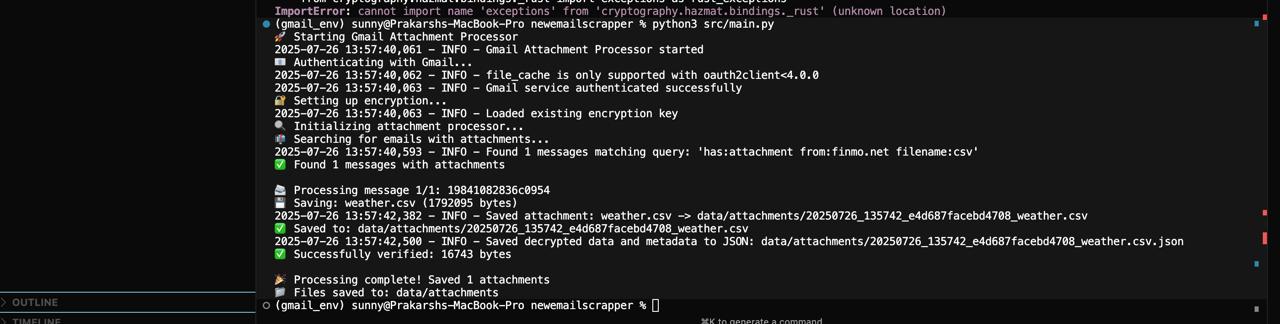 ImportError: cannot import name 'exceptions' from 'cryptography.hazmat.bindings._rust' (unknown location)
(gmail_env) sunny@Prakarshs-MacBook-Pro newemailscrapper % python3 src/main.py
🚀 Starting Gmail Attachment Processor
2025-07-26 13:57:40,061 - INFO - Gmail Attachment Processor started
📧 Authenticating with Gmail...
2025-07-26 13:57:40,062 - INFO - file_cache is only supported with oauth2client<4.0.0
2025-07-26 13:57:40,063 - INFO - Gmail service authenticated successfully
🔐 Setting up encryption...
2025-07-26 13:57:40,063 - INFO - Loaded existing encryption key
🔍 Initializing attachment processor...
📬 Searching for emails with attachments...
2025-07-26 13:57:40,593 - INFO - Found 1 messages matching query: 'has:attachment from:finmo.net filename:csv'
✅ Found 1 messages with attachments
📨 Processing message 1/1: 19841082836c0954
💾 Saving: weather.csv (1792095 bytes)
2025-07-26 13:57:42,382 - INFO - Saved attachment: weather.csv -> data/attachments/20250726_135742_e4d687facebd4708_weather.csv
✅ Saved to: data/attachments/20250726_135742_e4d687facebd4708_weather.csv
2025-07-26 13:57:42,500 - INFO - Saved decrypted data and metadata to JSON: data/attachments/20250726_135742_e4d687facebd4708_weather.csv.json
✅ Successfully verified: 16743 bytes
🎉 Processing complete! Saved 1 attachments
📁 Files saved to: data/attachments
(gmail_env) sunny@Prakarshs-MacBook-Pro newemailscrapper %
OUTLINE
TIMELINE
⌘K to generate a command